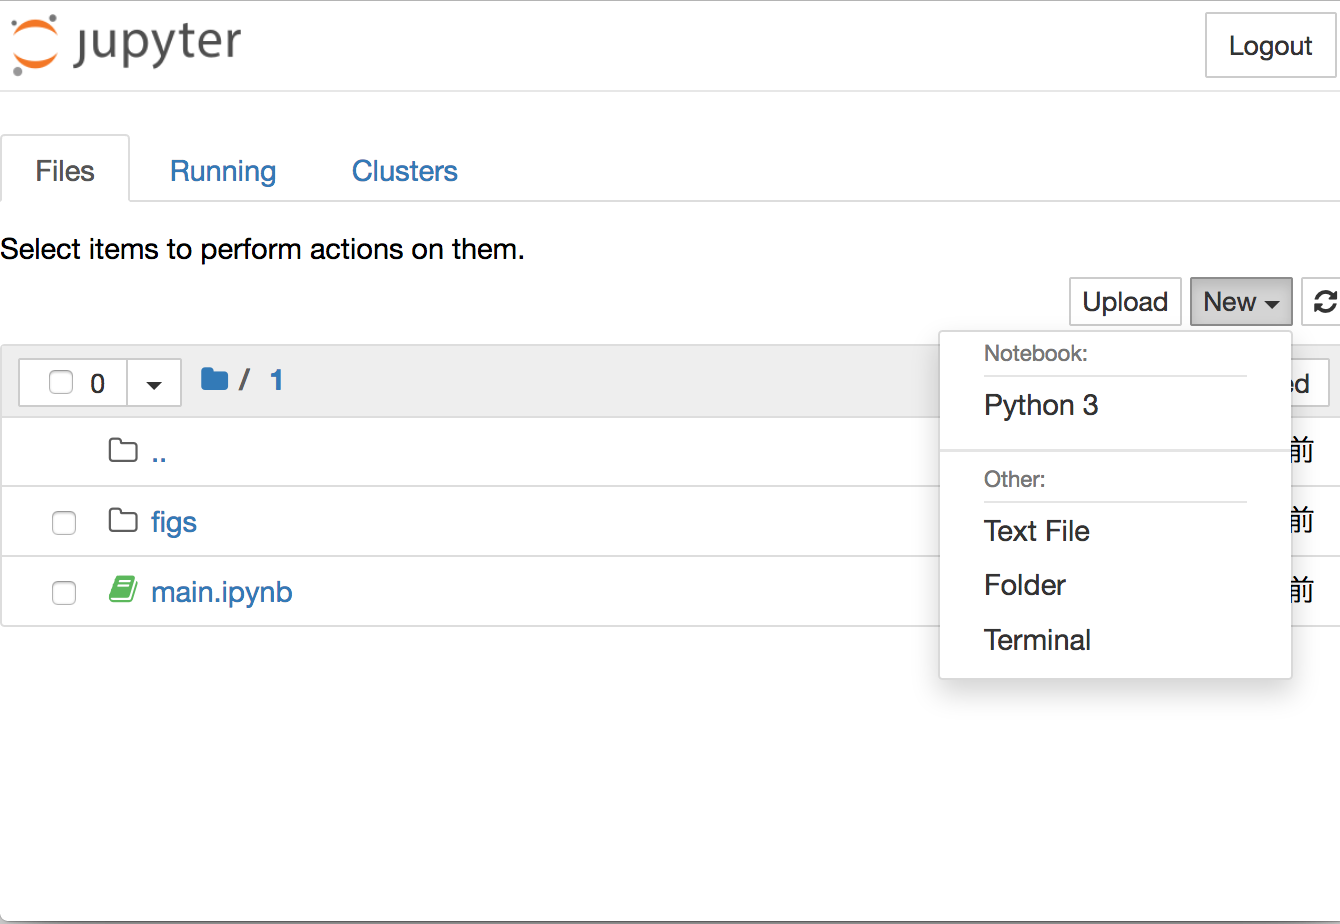 jupyter
Logout
Files Running Clusters
Select items to perform actions on them.
Upload New
0 / 1
Notebook:
Python 3
..
前
Other:
figs
前
Text File
main.ipynb
前
Folder
Terminal